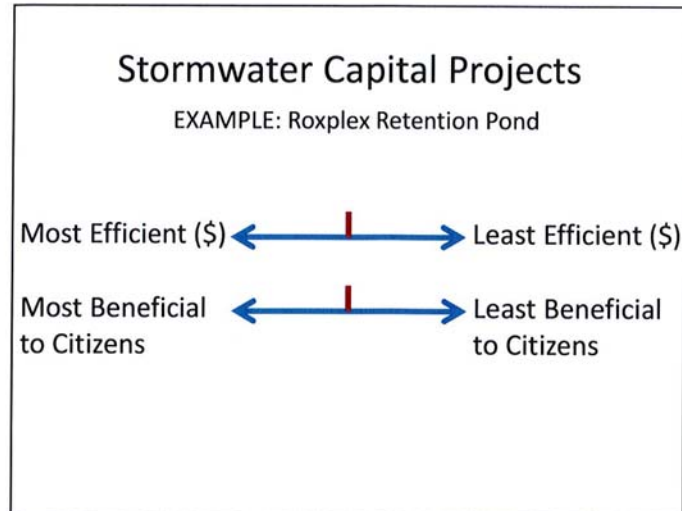 Stormwater Capital Projects
EXAMPLE: Roxplex Retention Pond
Most Efficient ($) Least Efficient ($)
Most Beneficial Least Beneficial
to Citizens to Citizens